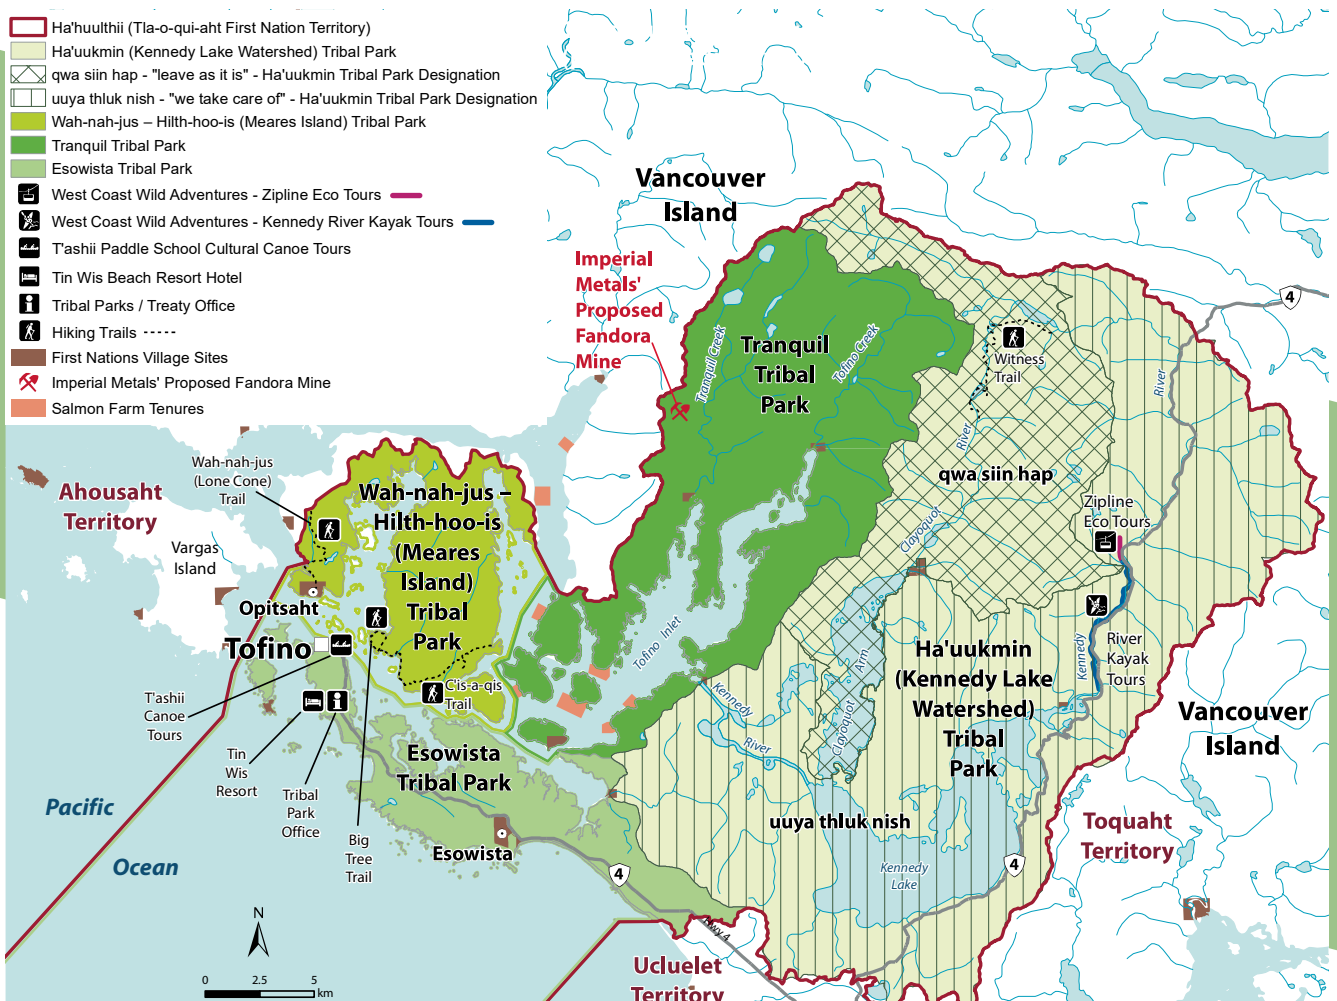 Ha'huulthii (Tla-o-qui-aht First Nation Territory)
Ha'uukmin (Kennedy Lake Watershed) Tribal Park
qwa siin hap - "leave as it is" - Ha'uukmin Tribal Park Designation
uuya thluk nish - "we take care of" - Ha'uukmin Tribal Park Designation
Wah-nah-jus – Hilth-hoo-is (Meares Island) Tribal Park
Tranquil Tribal Park
Esowista Tribal Park
West Coast Wild Adventures - Zipline Eco Tours
West Coast Wild Adventures - Kennedy River Kayak Tours
T'ashii Paddle School Cultural Canoe Tours
Tin Wis Beach Resort Hotel
Tribal Parks / Treaty Office
Hiking Trails
First Nations Village Sites
Imperial Metals' Proposed Fandora Mine
Salmon Farm Tenures
Vancouver
Island
Imperial
Metals'
Proposed
Fandora
Mine
Tranquil Creek
Tofino Creek
Tranquil
Tribal
Park
4
Witness
Trail
River
River
qwa siin hap
Zipline
Eco Tours
Clayoquot
Wah-nah-jus
(Lone Cone)
Trail
Ahousaht
Territory
Vargas
Island
Wah-nah-jus –
Hilth-hoo-is
(Meares
Island)
Tribal
Park
Opitsaht
Tofino
Tofino Inlet
C'is-a-qis
Trail
Kennedy
River
Clayoquot
Arm
Ha'uukmin
(Kennedy Lake
Watershed)
Tribal
Park
Kennedy
River
Kayak
Tours
Vancouver
Island
T'ashii
Canoe
Tours
Tin
Wis
Resort
Tribal
Park
Office
Big
Tree
Trail
Esowista
Tribal Park
Esowista
Pacific
Ocean
uuya thluk nish
Kennedy
Lake
4
4
Toquaht
Territory
Hwy 4
Ucluelet
Territory
N
0 2.5 5
km